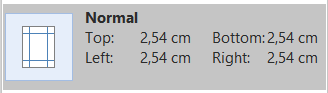 Normal
Top: 2,54 cm Bottom: 2,54 cm
Left: 2,54 cm Right: 2,54 cm